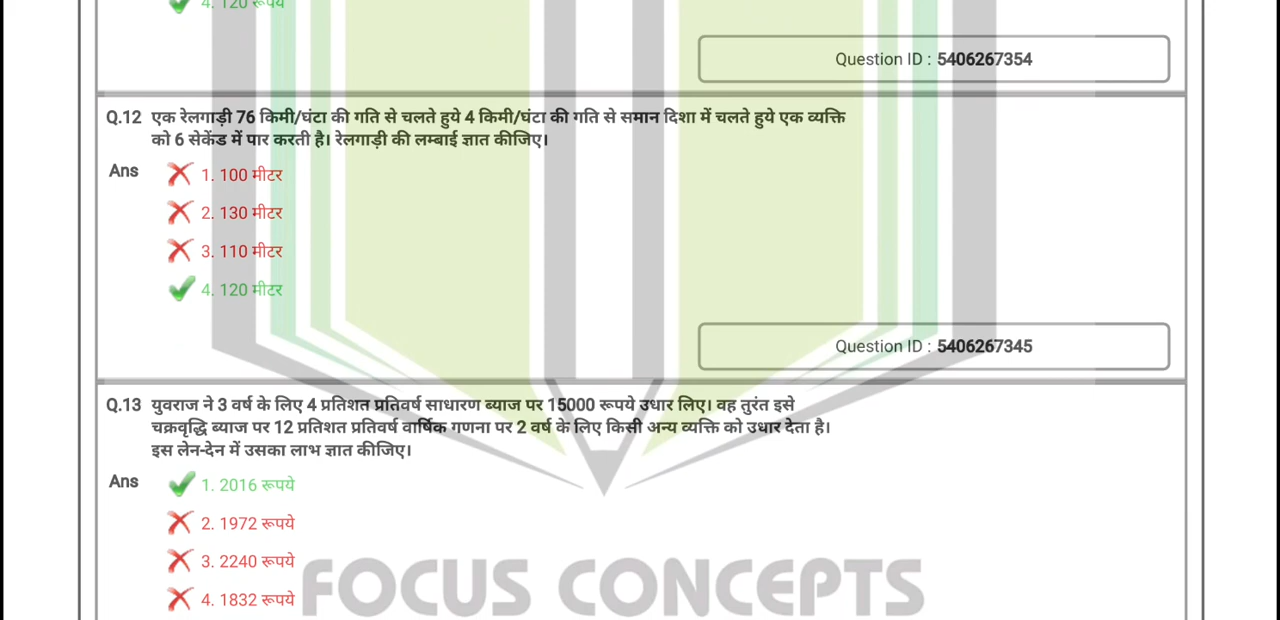 4. 120 रूपये
Question ID : 5406267354
Q.12 एक रेलगाड़ी 76 किमी/घंटा की गति से चलते हुये 4 किमी/घंटा की गति से समान दिशा में चलते हुये एक व्यक्ति
को 6 सेकेंड में पार करती है। रेलगाड़ी की लम्बाई ज्ञात कीजिए।
Ans 1. 100 मीटर
2. 130 मीटर
3. 110 मीटर
4. 120 मीटर
Question ID : 5406267345
Q.13 युवराज ने 3 वर्ष के लिए 4 प्रतिशत प्रतिवर्ष साधारण ब्याज पर 15000 रूपये उधार लिए। वह तुरंत इसे
चक्रवृद्धि ब्याज पर 12 प्रतिशत प्रतिवर्ष वार्षिक गणना पर 2 वर्ष के लिए किसी अन्य व्यक्ति को उधार देता है।
इस लेन-देन में उसका लाभ ज्ञात कीजिए।
Ans 1. 2016 रूपये
2. 1972 रूपये
3. 2240 रूपये
4. 1832 रूपये
FOCUS CONCEPTS